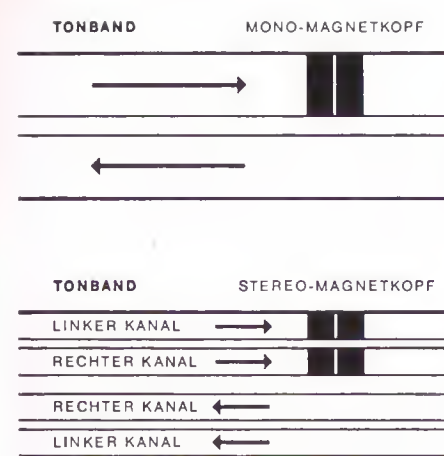 TONBAND MONO-MAGNETKOPF
TONBAND STEREO-MAGNETKOPF
LINKER KANAL
RECHTER KANAL
RECHTER KANAL
LINKER KANAL